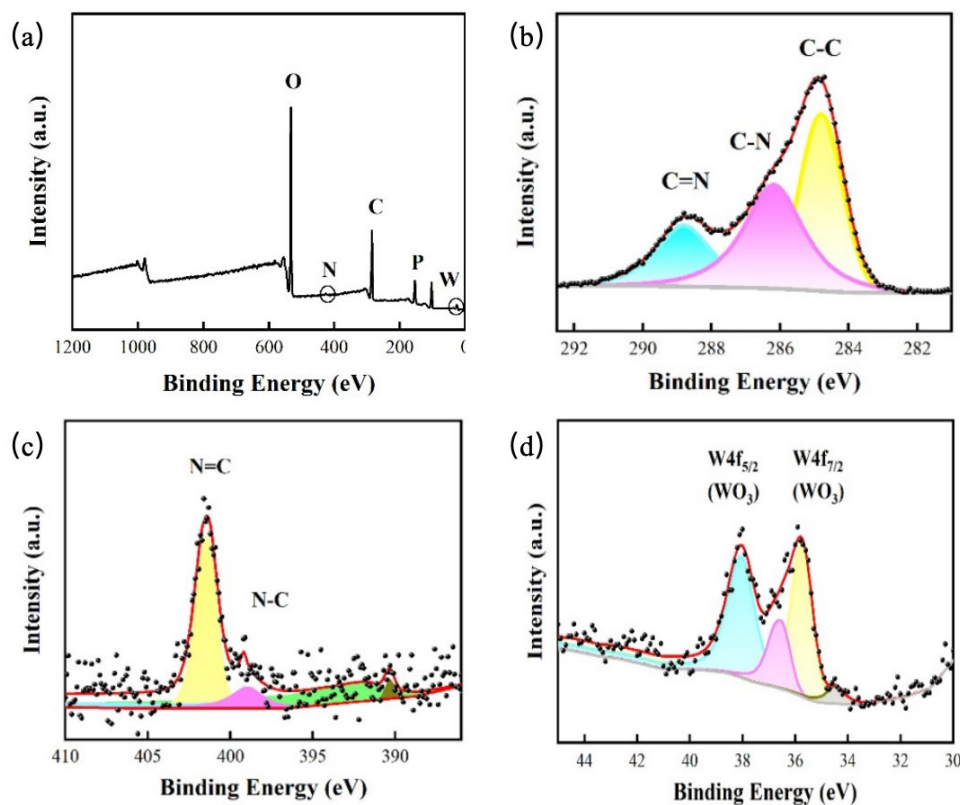 (a)
Intensity (a.u.)
O
C
N
P
W
1200 1000 800 600 400 200 0
Binding Energy (eV)
(b)
Intensity (a.u.)
C-C
C-N
C=N
292 290 288 286 284 282
Binding Energy (eV)
(c)
Intensity (a.u.)
N=C
N-C
410 405 400 395 390
Binding Energy (eV)
(d)
Intensity (a.u.)
W4f5/2 W4f7/2
(WO3) (WO3)
44 42 40 38 36 34 32 30
Binding Energy (eV)